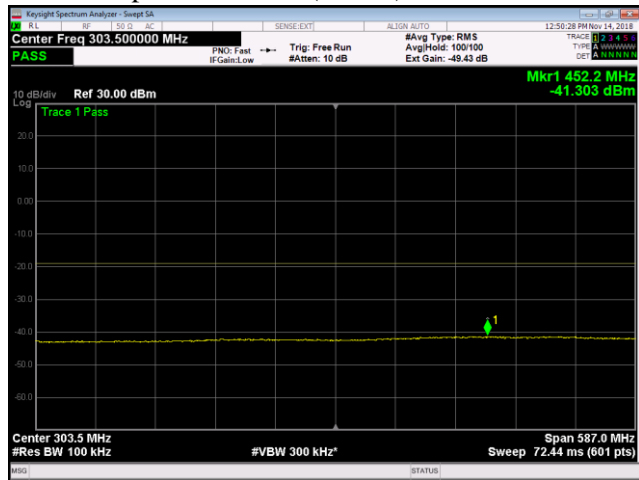 Keysight Spectrum Analyzer - Swept SA
RL RF 50 Ω AC SENSE:EXT ALIGN AUTO 12:50:28 PM Nov 14, 2018
Center Freq 303.500000 MHz #Avg Type: RMS TRACE 1 2 3 4 5 6
PASS PNO: Fast Trig: Free Run Avg|Hold: 100/100 TYPE A WWWWW
IFGain:Low #Atten: 10 dB Ext Gain: -49.43 dB DET A N N N N N
Mkr1 452.2 MHz
10 dB/div Ref 30.00 dBm -41.303 dBm
Log
Trace 1 Pass
20.0
10.0
0.00
-10.0
-20.0
-30.0
1
-40.0
-50.0
-60.0
Center 303.5 MHz Span 587.0 MHz
#Res BW 100 kHz #VBW 300 kHz* Sweep 72.44 ms (601 pts)
MSG STATUS